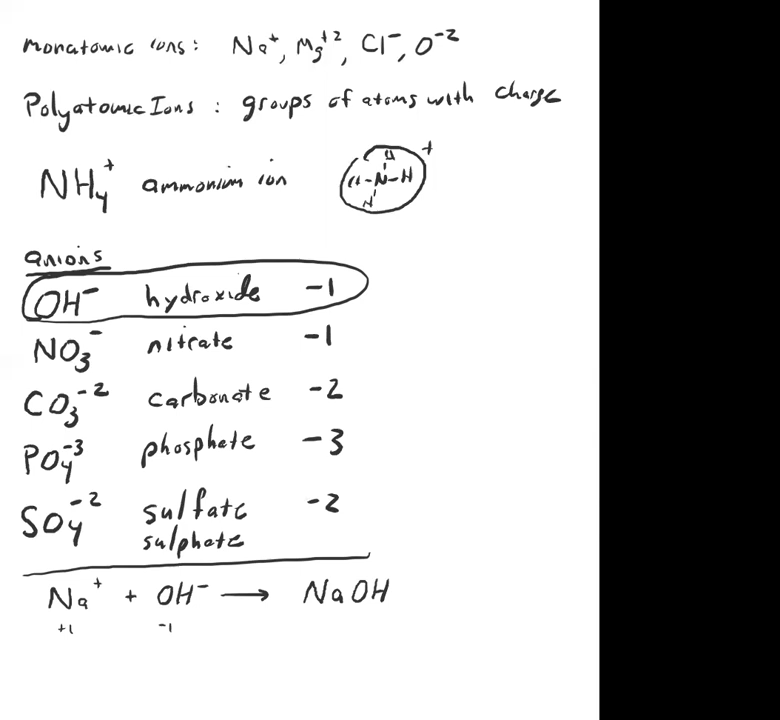 monatomic ions: Na⁺, Mg⁺², Cl⁻, O⁻²
Polyatomic Ions: groups of atoms with charge
NH₄⁺ ammonium ion
H
H-N-H +
H
anions
OH⁻ hydroxide -1
NO₃⁻ nitrate -1
CO₃⁻² carbonate -2
PO₄⁻³ phosphate -3
SO₄⁻² sulfate -2
sulphate
Na⁺ + OH⁻ → NaOH
+1 -1